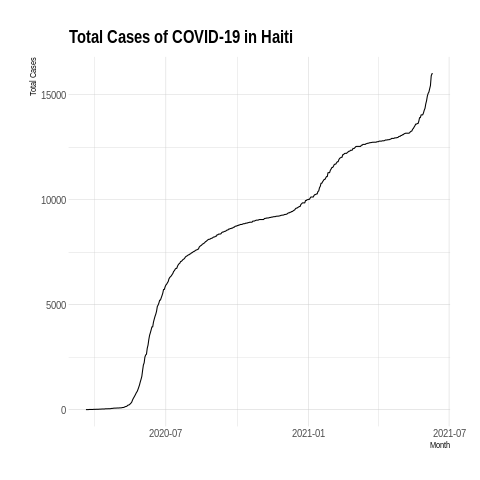 Total Cases of COVID-19 in Haiti
Total Cases
15000
10000
5000
0
2020-07
2021-01
2021-07
Month